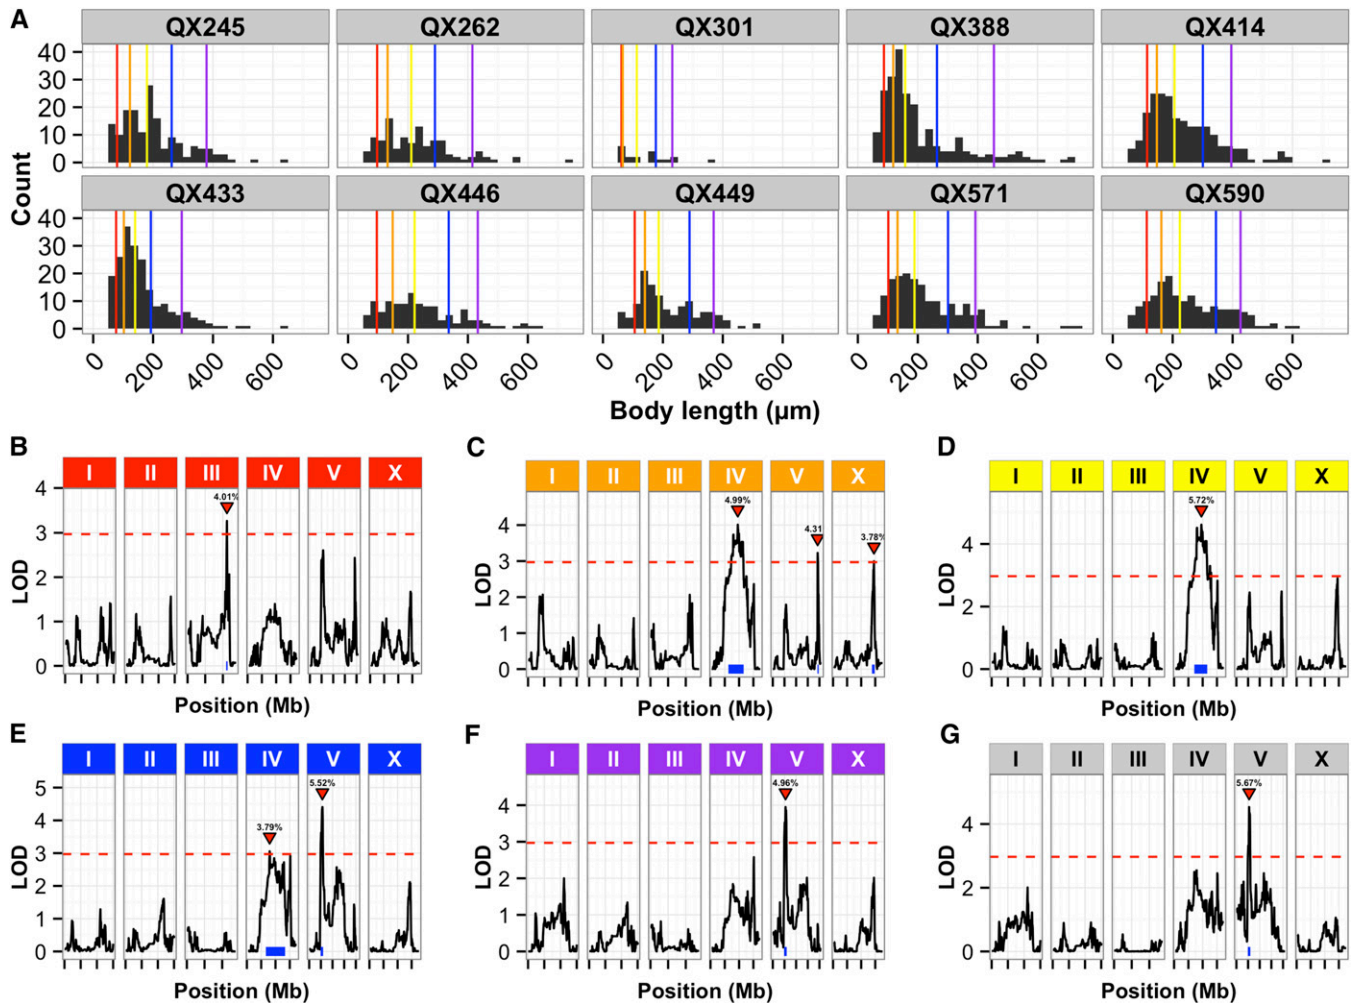 A
QX245 QX262 QX301 QX388 QX414
40
30
20
10
0
Count
QX433 QX446 QX449 QX571 QX590
40
30
20
10
0
0 200 400 600 0 200 400 600 0 200 400 600 0 200 400 600 0 200 400 600
Body length (µm)
B
I II III IV V X
4.01%
4
3
2
1
0
LOD
Position (Mb)
C
I II III IV V X
4.99%
4.31
3.78%
4
3
2
1
0
LOD
Position (Mb)
D
I II III IV V X
5.72%
4
2
0
LOD
Position (Mb)
E
I II III IV V X
5.52%
3.79%
5
4
3
2
1
0
LOD
Position (Mb)
F
I II III IV V X
4.96%
4
3
2
1
0
LOD
Position (Mb)
G
I II III IV V X
5.67%
4
2
0
LOD
Position (Mb)